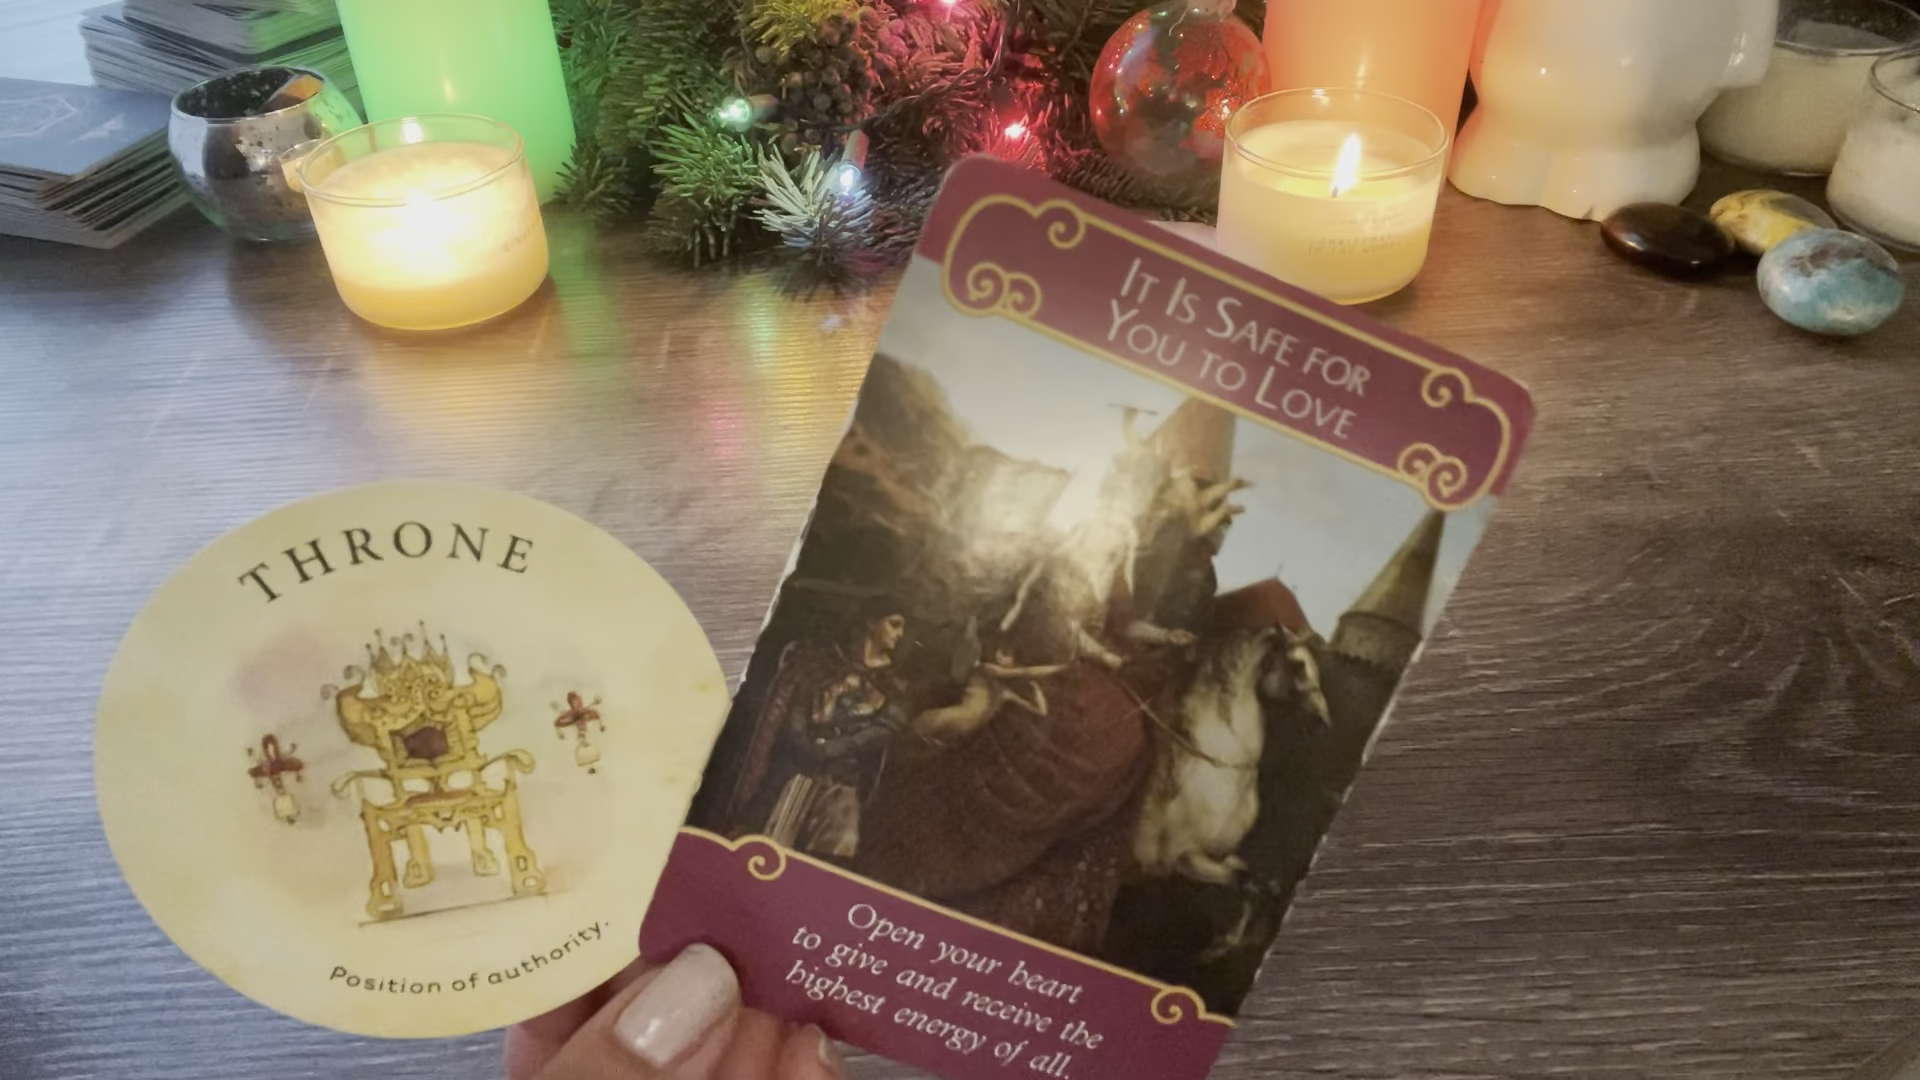 THRONE
Position of authority.
IT IS SAFE FOR
YOU TO LOVE
Open your heart
to give and receive the
highest energy of all.